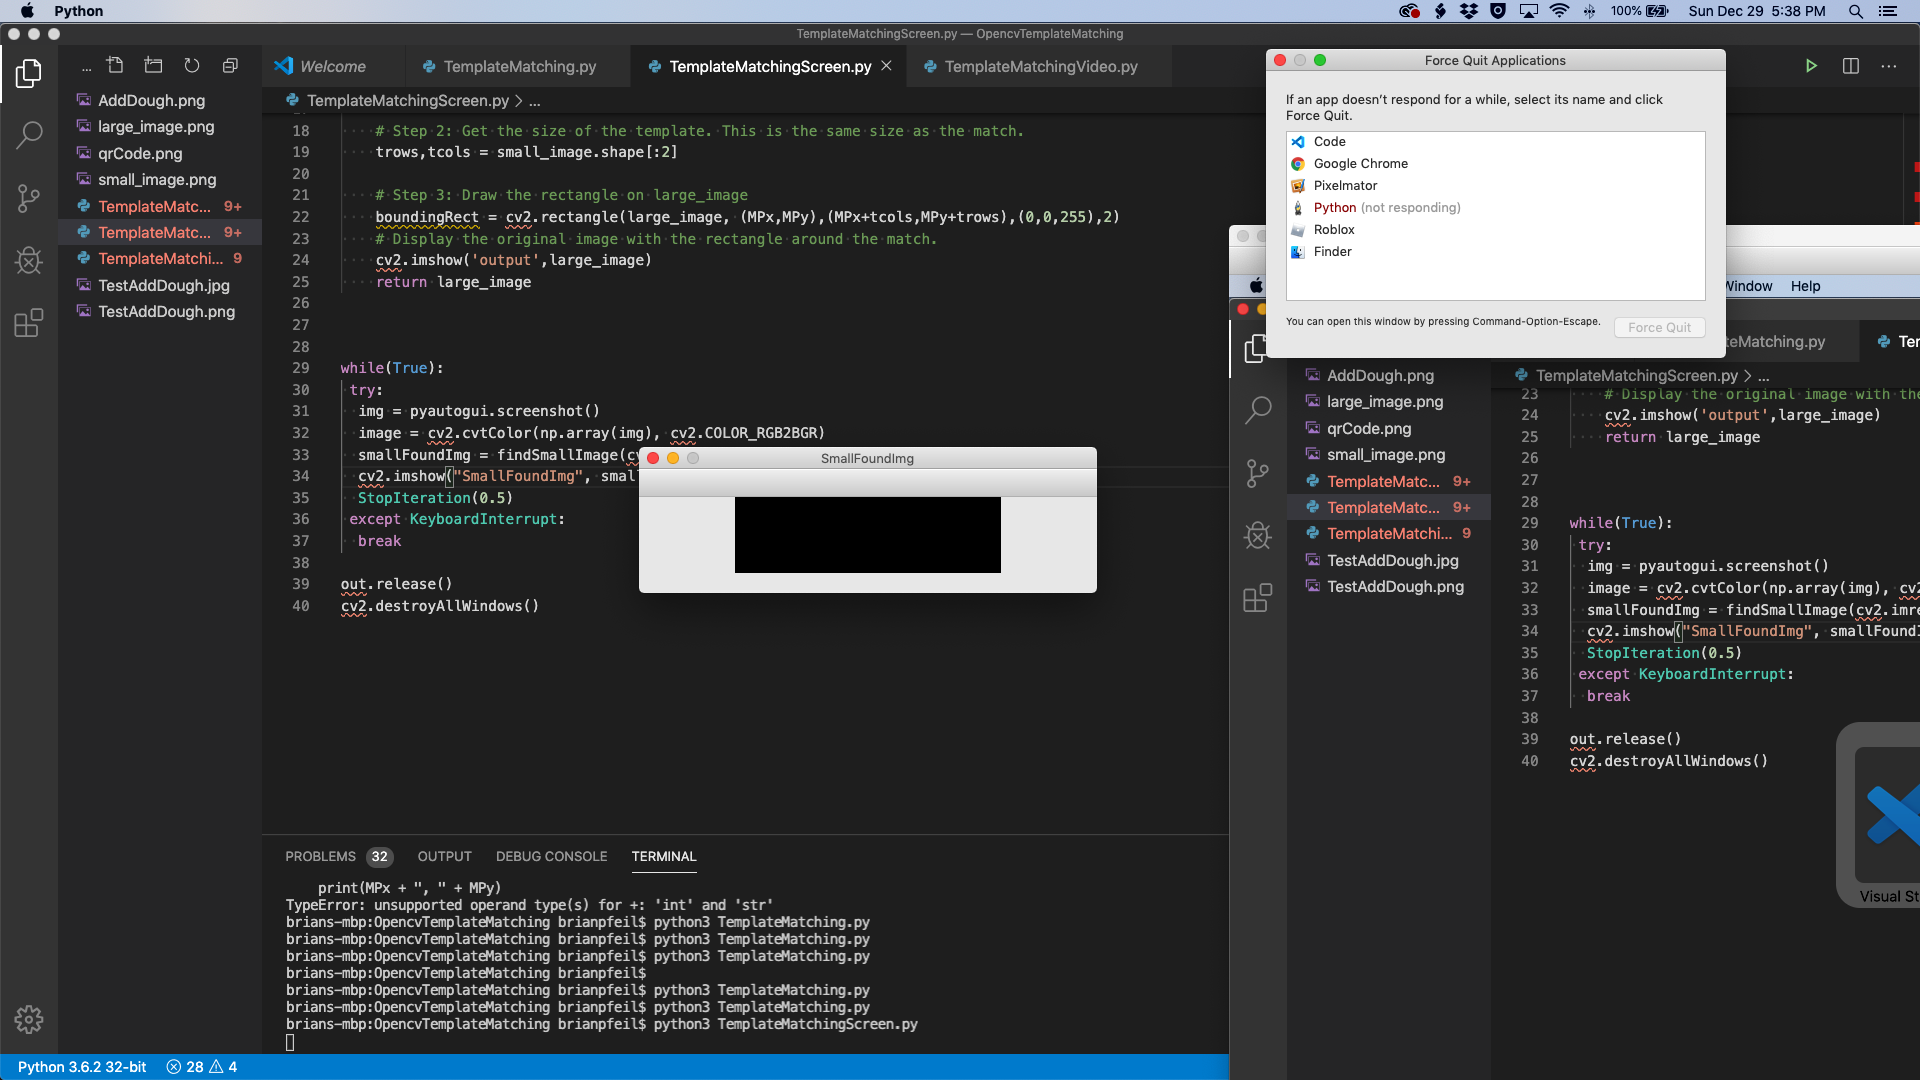 Python
100%
Sun Dec 29 5:38 PM
TemplateMatchingScreen.py — OpencvTemplateMatching
...
AddDough.png
large_image.png
qrCode.png
small_image.png
TemplateMatc... 9+
TemplateMatc... 9+
TemplateMatchi... 9
TestAddDough.jpg
TestAddDough.png
Welcome
TemplateMatching.py
TemplateMatchingScreen.py
TemplateMatchingVideo.py
TemplateMatchingScreen.py > ...
18 # Step 2: Get the size of the template. This is the same size as the match.
19 trows,tcols = small_image.shape[:2]
20
21 # Step 3: Draw the rectangle on large_image
22 boundingRect = cv2.rectangle(large_image, (MPx,MPy),(MPx+tcols,MPy+trows),(0,0,255),2)
23 # Display the original image with the rectangle around the match.
24 cv2.imshow('output',large_image)
25 return large_image
26
27
28
29 while(True):
30 try:
31 img = pyautogui.screenshot()
32 image = cv2.cvtColor(np.array(img), cv2.COLOR_RGB2BGR)
33 smallFoundImg = findSmallImage(cv
34 cv2.imshow("SmallFoundImg", smal
35 StopIteration(0.5)
36 except KeyboardInterrupt:
37 break
38
39 out.release()
40 cv2.destroyAllWindows()
SmallFoundImg
PROBLEMS 32 OUTPUT DEBUG CONSOLE TERMINAL
print(MPx + ", " + MPy)
TypeError: unsupported operand type(s) for +: 'int' and 'str'
brians-mbp:OpencvTemplateMatching brianpfeil$ python3 TemplateMatching.py
brians-mbp:OpencvTemplateMatching brianpfeil$ python3 TemplateMatching.py
brians-mbp:OpencvTemplateMatching brianpfeil$ python3 TemplateMatching.py
brians-mbp:OpencvTemplateMatching brianpfeil$
brians-mbp:OpencvTemplateMatching brianpfeil$ python3 TemplateMatching.py
brians-mbp:OpencvTemplateMatching brianpfeil$ python3 TemplateMatching.py
brians-mbp:OpencvTemplateMatching brianpfeil$ python3 TemplateMatchingScreen.py
Python 3.6.2 32-bit 28 4
Force Quit Applications
If an app doesn't respond for a while, select its name and click
Force Quit.
Code
Google Chrome
Pixelmator
Python (not responding)
Roblox
Finder
You can open this window by pressing Command-Option-Escape.
Force Quit
Window Help
teMatching.py
Ter
AddDough.png
large_image.png
qrCode.png
small_image.png
TemplateMatc... 9+
TemplateMatc... 9+
TemplateMatchi... 9
TestAddDough.jpg
TestAddDough.png
TemplateMatchingScreen.py > ...
23 # Display the original image with the
24 cv2.imshow('output',large_image)
25 return large_image
26
27
28
29 while(True):
30 try:
31 img = pyautogui.screenshot()
32 image = cv2.cvtColor(np.array(img), cv2
33 smallFoundImg = findSmallImage(cv2.imre
34 cv2.imshow("SmallFoundImg", smallFoundI
35 StopIteration(0.5)
36 except KeyboardInterrupt:
37 break
38
39 out.release()
40 cv2.destroyAllWindows()
Visual St